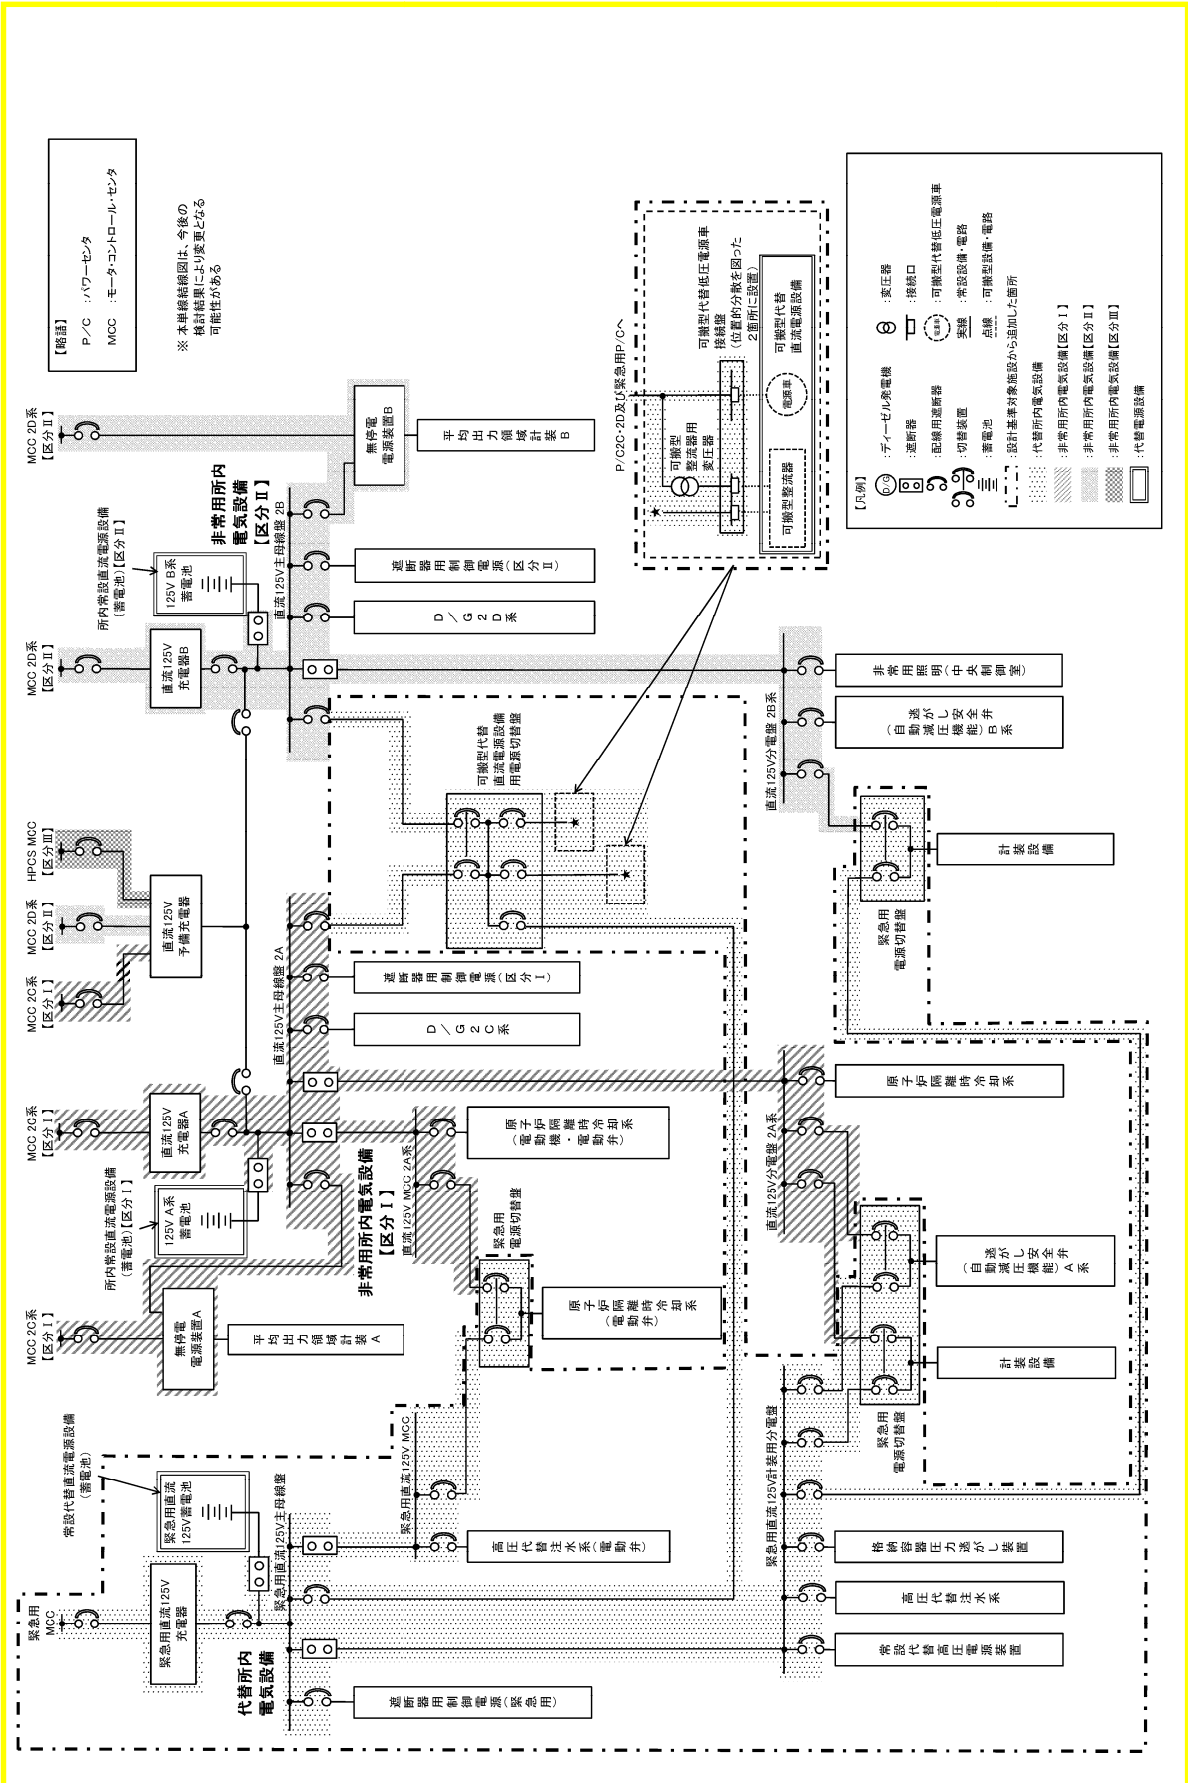 【略語】
P／C ：パワーセンタ
MCC ：モータ・コントロール・センタ
※ 本単線結線図は、今後の
検討結果により変更となる
可能性がある
緊急用
MCC
緊急用直流125V
充電器
常設代替直流電源設備
(蓄電池)
緊急用直流
125V蓄電池
代替所内
電気設備
緊急用直流125V主母線盤
遮断器用制御電源(緊急用)
緊急用直流125V MCC
高圧代替注水系(電動弁)
緊急用直流125V計装用分電盤
常設代替高圧電源装置
高圧代替注水系
格納容器圧力逃がし装置
MCC 2C系
【区分Ⅰ】
無停電
電源装置A
平均出力領域計装 A
所内常設直流電源設備
(蓄電池)【区分Ⅰ】
125V A系
蓄電池
MCC 2C系
【区分Ⅰ】
直流125V
充電器A
非常用所内電気設備
【区分Ⅰ】
直流125V主母線盤 2A
直流125V MCC 2A系
原子炉隔離時冷却系
(電動機・電動弁)
緊急用
電源切替盤
原子炉隔離時冷却系
(電動弁)
D／G2C系
遮断器用制御電源(区分Ⅰ)
直流125V分電盤 2A系
原子炉隔離時冷却系
緊急用
電源切替盤
逃がし安全弁
(自動減圧機能)A系
計装設備
MCC 2C系
【区分Ⅰ】
MCC 2D系
【区分Ⅱ】
HPCS MCC
【区分Ⅲ】
直流125V
予備充電器
可搬型代替
直流電源設備
用電源切替盤
MCC 2D系
【区分Ⅱ】
直流125V
充電器B
所内常設直流電源設備
(蓄電池)【区分Ⅱ】
125V B系
蓄電池
非常用所内
電気設備
【区分Ⅱ】
直流125V主母線盤 2B
D／G2D系
遮断器用制御電源(区分Ⅱ)
MCC 2D系
【区分Ⅱ】
無停電
電源装置B
平均出力領域計装 B
直流125V分電盤 2B系
非常用照明(中央制御室)
逃がし安全弁
(自動減圧機能)B系
緊急用
電源切替盤
計装設備
P/C2C・2D及び緊急用P/Cへ
可搬型
整流器用
変圧器
可搬型代替低圧電源車
接続盤
(位置的分散を図った
2箇所に設置)
可搬型整流器
電源車
可搬型代替
直流電源設備
【凡例】
D/G ：ディーゼル発電機
：遮断器
：配線用遮断器
：切替装置
：蓄電池
：設計基準対象施設から追加した箇所
：代替所内電気設備
：非常用所内電気設備【区分Ⅰ】
：非常用所内電気設備【区分Ⅱ】
：非常用所内電気設備【区分Ⅲ】
：代替電源設備
：変圧器
：接続口
電源車 ：可搬型代替低圧電源車
実線 ：常設設備・電路
点線 ：可搬型設備・電路